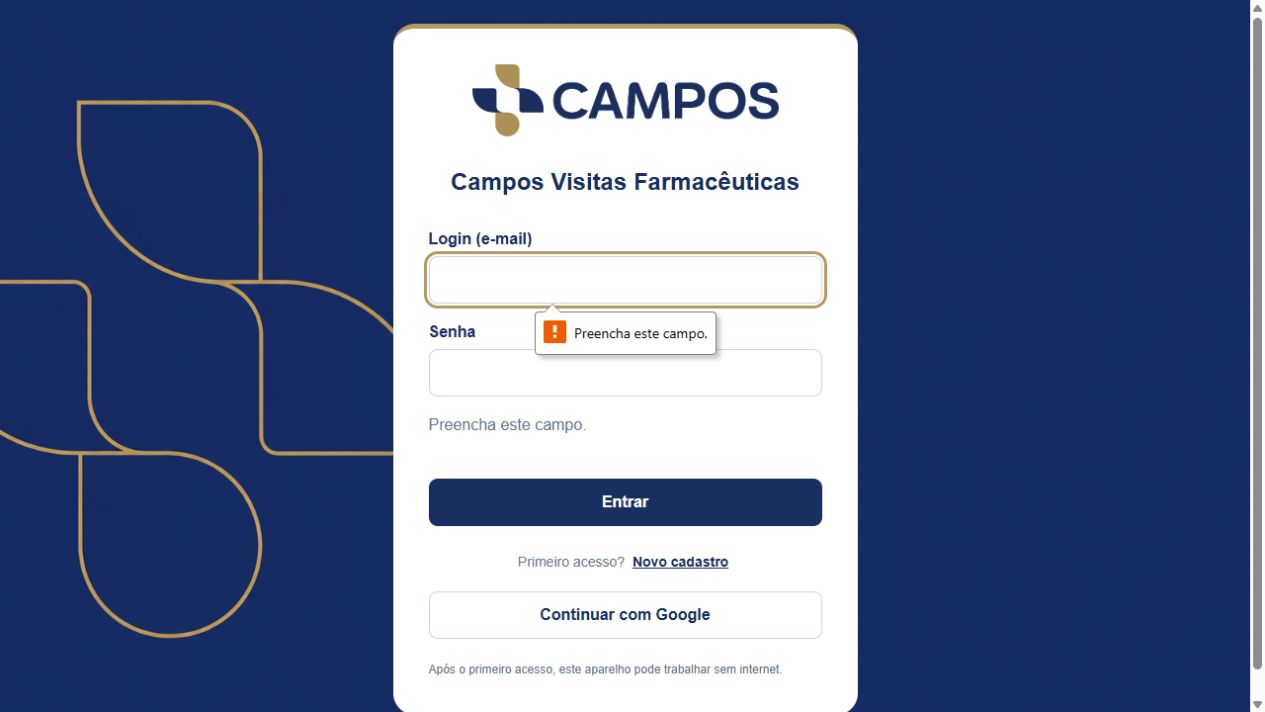 CAMPOS
Campos Visitas Farmacêuticas
Login (e-mail)
Preencha este campo.
Senha
Preencha este campo.
Entrar
Primeiro acesso? Novo cadastro
Continuar com Google
Após o primeiro acesso, este aparelho pode trabalhar sem internet.